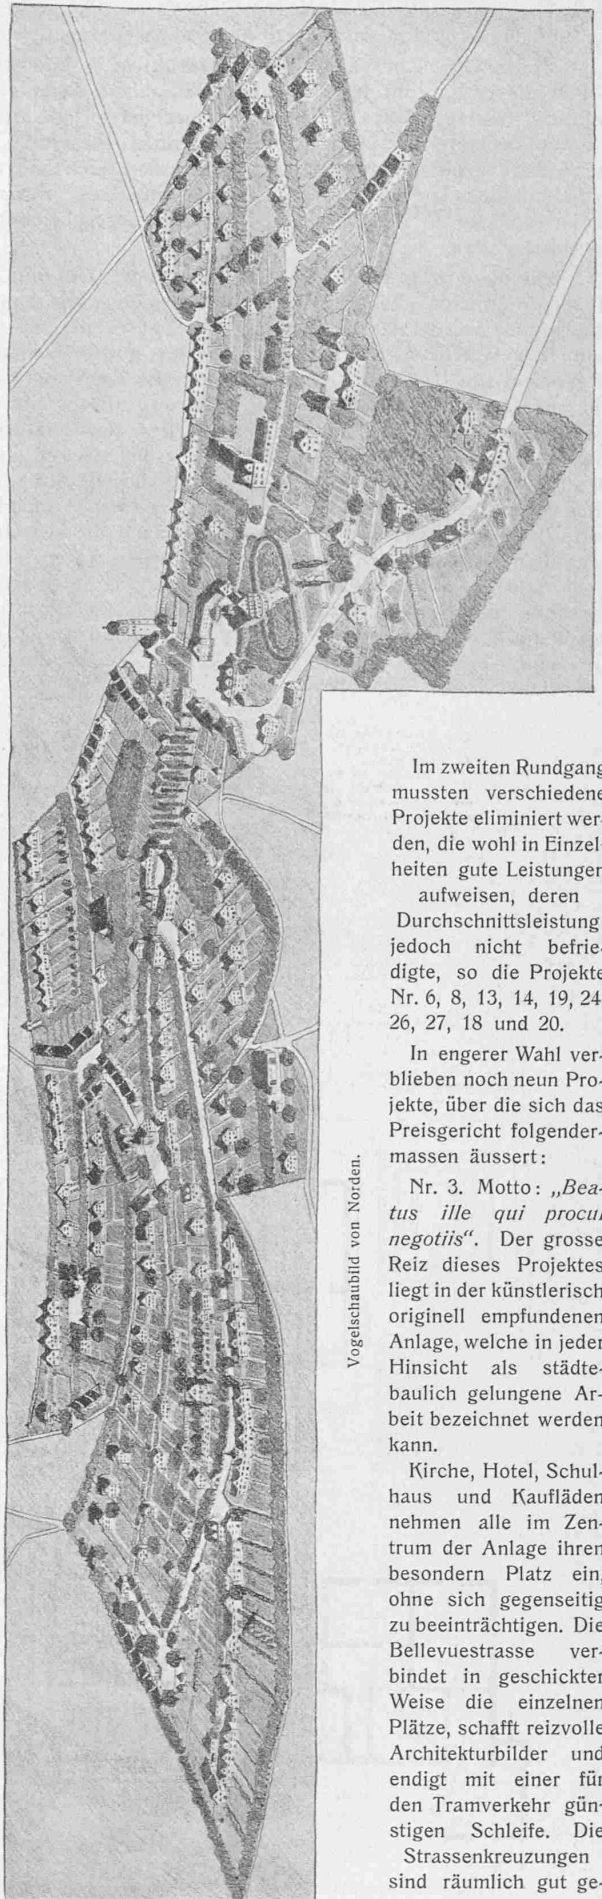 Vogelschaubild von Norden.
Im zweiten Rundgang
mussten verschiedene
Projekte eliminiert wer-
den, die wohl in Einzel-
heiten gute Leistungen
aufweisen, deren
Durchschnittsleistung
jedoch nicht befrie-
digte, so die Projekte
Nr. 6, 8, 13, 14, 19, 24,
26, 27, 18 und 20.
In engerer Wahl ver-
blieben noch neun Pro-
jekte, über die sich das
Preisgericht folgender-
massen äussert:
Nr. 3. Motto: „Bea-
tus ille qui procul
negotiis“. Der grosse
Reiz dieses Projektes
liegt in der künstlerisch
originell empfundenen
Anlage, welche in jeder
Hinsicht als städte-
baulich gelungene Ar-
beit bezeichnet werden
kann.
Kirche, Hotel, Schul-
haus und Kaufläden
nehmen alle im Zen-
trum der Anlage ihren
besondern Platz ein,
ohne sich gegenseitig
zu beeinträchtigen. Die
Bellevuestrasse ver-
bindet in geschickter
Weise die einzelnen
Plätze, schafft reizvolle
Architekturbilder und
endigt mit einer für
den Tramverkehr gün-
stigen Schleife. Die
Strassenkreuzungen
sind räumlich gut ge-